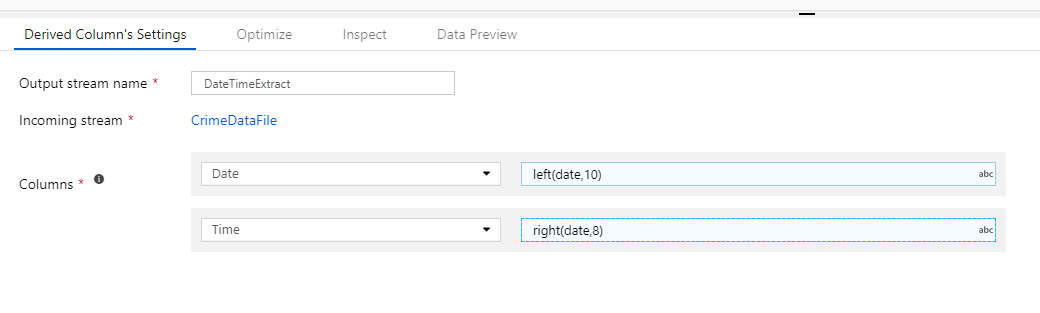 Derived Column's Settings Optimize Inspect Data Preview
Output stream name * DateTimeExtract
Incoming stream * CrimeDataFile
Columns * Date left(date,10) abc
Time right(date,8) abc